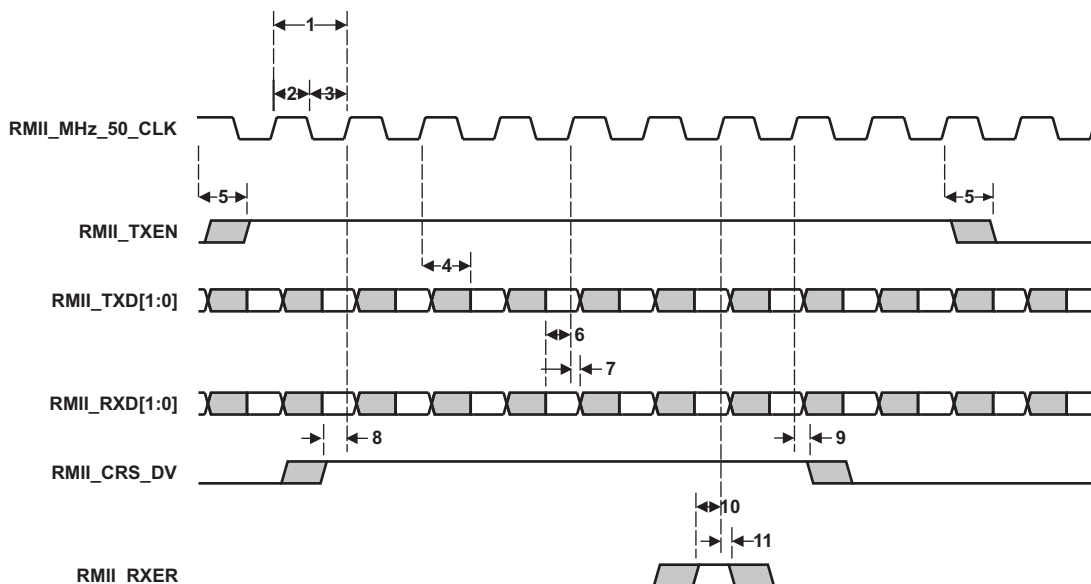 1
2 3
RMII_MHz_50_CLK
5 5
RMII_TXEN
4
RMII_TXD[1:0]
6
7
RMII_RXD[1:0]
8 9
RMII_CRS_DV
10
11
RMII_RXER